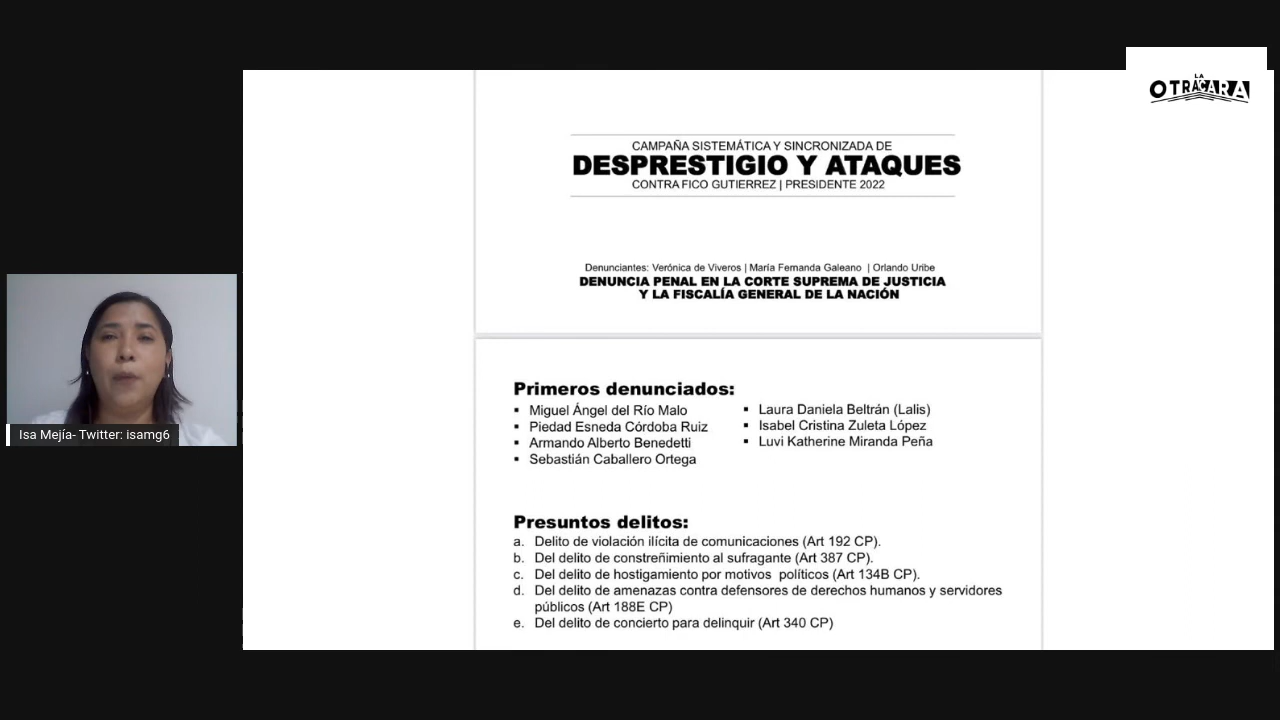 LA
OTRACARA
CAMPAÑA SISTEMÁTICA Y SINCRONIZADA DE
DESPRESTIGIO Y ATAQUES
CONTRA FICO GUTIERREZ | PRESIDENTE 2022
Denunciantes: Verónica de Viveros | María Fernanda Galeano | Orlando Uribe
DENUNCIA PENAL EN LA CORTE SUPREMA DE JUSTICIA
Y LA FISCALÍA GENERAL DE LA NACIÓN
Primeros denunciados:
▪ Miguel Ángel del Río Malo
▪ Piedad Esneda Córdoba Ruiz
▪ Armando Alberto Benedetti
▪ Sebastián Caballero Ortega
▪ Laura Daniela Beltrán (Lalis)
▪ Isabel Cristina Zuleta López
▪ Luvi Katherine Miranda Peña
Presuntos delitos:
a. Delito de violación ilícita de comunicaciones (Art 192 CP).
b. Del delito de constreñimiento al sufragante (Art 387 CP).
c. Del delito de hostigamiento por motivos políticos (Art 134B CP).
d. Del delito de amenazas contra defensores de derechos humanos y servidores
públicos (Art 188E CP)
e. Del delito de concierto para delinquir (Art 340 CP)
Isa Mejía- Twitter: isamg6